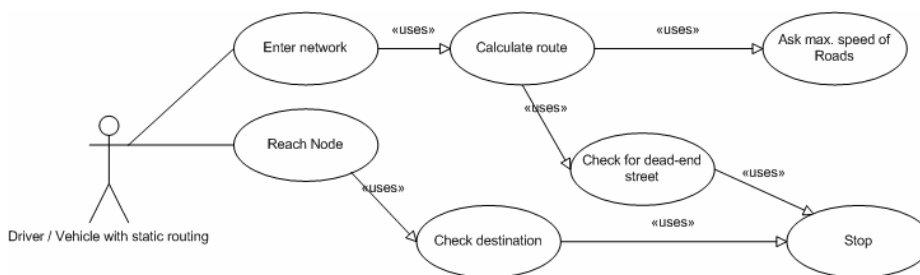 Enter network
«uses»
Calculate route
«uses»
Ask max. speed of
Roads
«uses»
Reach Node
Check for dead-end
street
«uses»
«uses»
Driver / Vehicle with static routing
Check destination
«uses»
Stop